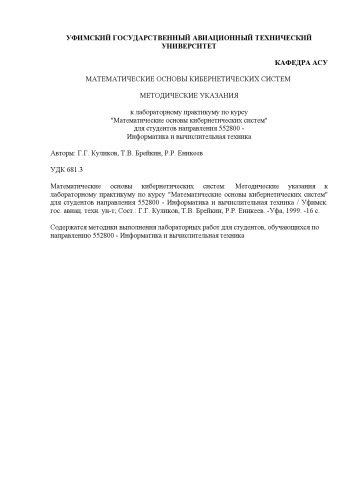 УФИМСКИЙ ГОСУДАРСТВЕННЫЙ АВИАЦИОННЫЙ ТЕХНИЧЕСКИЙ
УНИВЕРСИТЕТ
КАФЕДРА АСУ
МАТЕМАТИЧЕСКИЕ ОСНОВЫ КИБЕРНЕТИЧЕСКИХ СИСТЕМ
МЕТОДИЧЕСКИЕ УКАЗАНИЯ
к лабораторному практикуму по курсу
"Математические основы кибернетических систем"
для студентов направления 552800 -
Информатика и вычислительная техника
Авторы: Г.Г. Куликов, Т.В. Брейкин, Р.Р. Еникеев
УДК 681.3
Математические основы кибернетических систем: Методические указания к
лабораторному практикуму по курсу "Математические основы кибернетических систем"
для студентов направления 552800 - Информатика и вычислительная техника / Уфимск.
гос. авиац. техн. ун-т; Сост.: Г.Г. Куликов, Т.В. Брейкин, Р.Р. Еникеев. -Уфа, 1999. -16 с.
Содержатся методики выполнения лабораторных работ для студентов, обучающихся по
направлению 552800 - Информатика и вычислительная техника